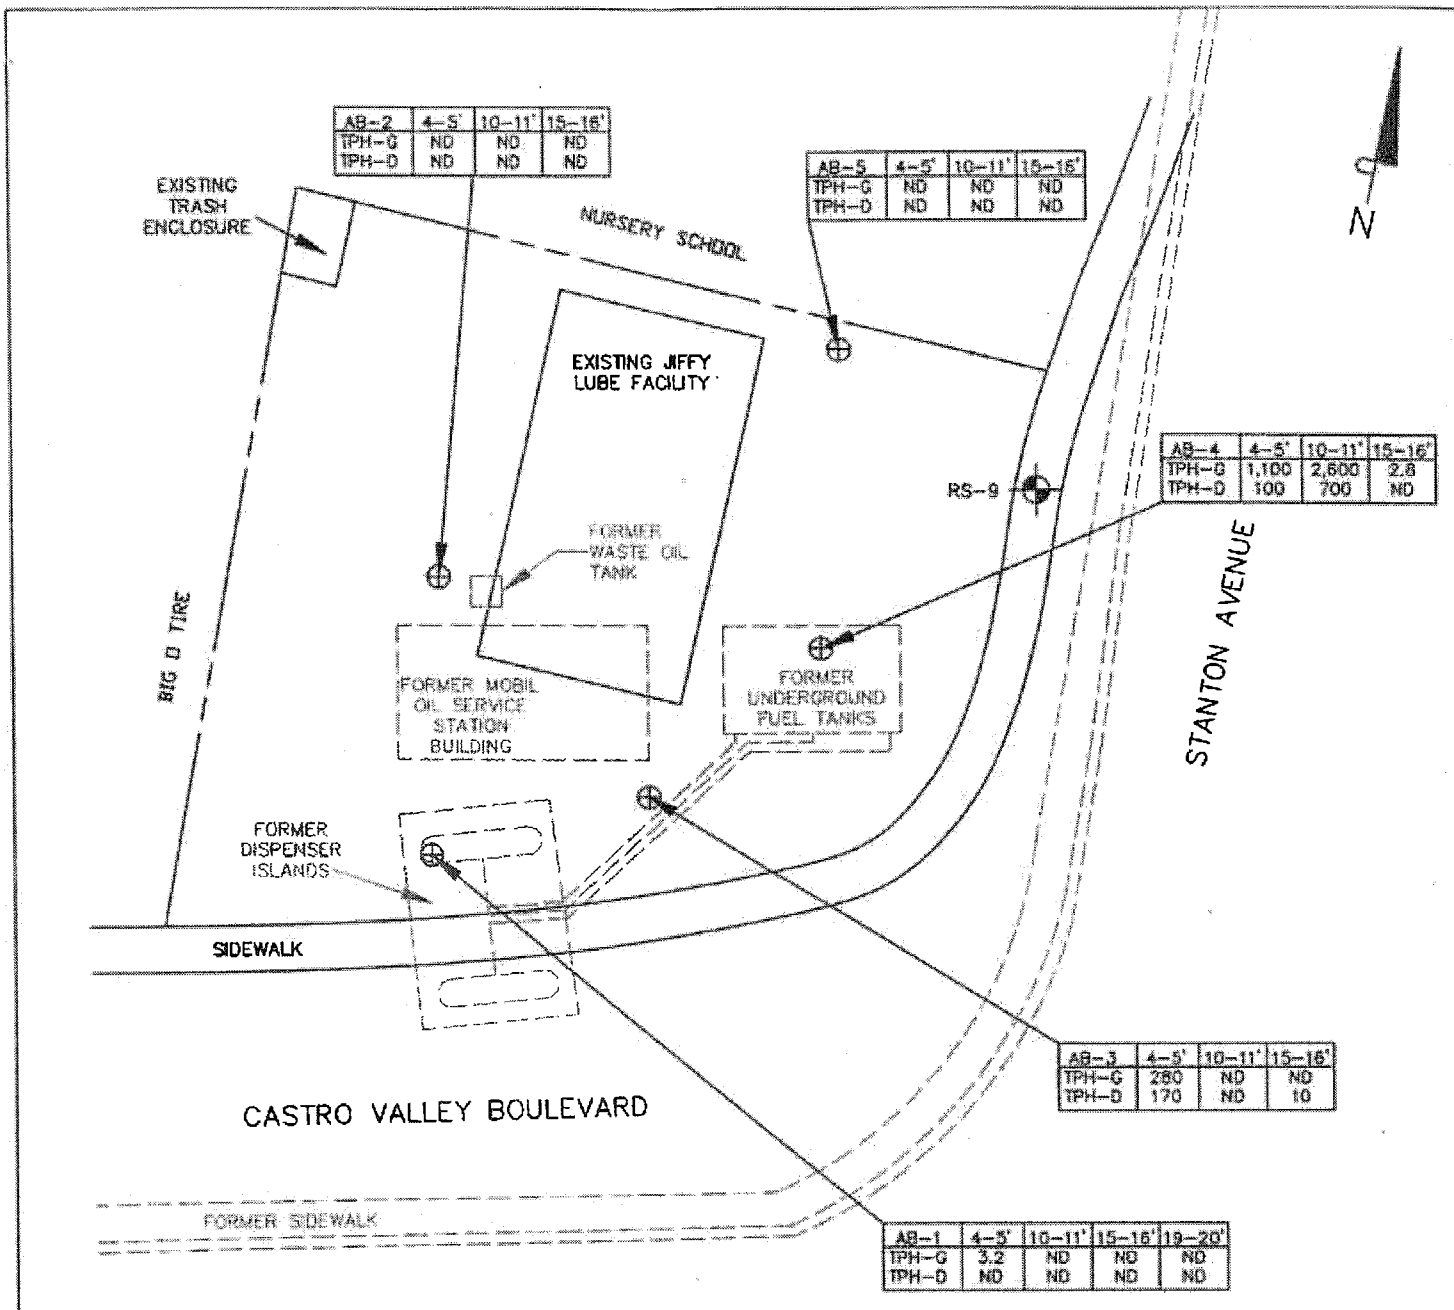 AB-2 4-5' 10-11' 15-16'
TPH-G ND ND ND
TPH-D ND ND ND
AB-5 4-5' 10-11' 15-16'
TPH-G ND ND ND
TPH-D ND ND ND
EXISTING
TRASH
ENCLOSURE
NURSERY SCHOOL
N
EXISTING JIFFY
LUBE FACILITY
AB-4 4-5' 10-11' 15-16'
TPH-G 1,100 2,600 2.8
TPH-D 100 700 ND
RS-9
FORMER
WASTE OIL
TANK
STANTON AVENUE
BIG D TIRE
FORMER MOBIL
OIL SERVICE
STATION
BUILDING
FORMER
UNDERGROUND
FUEL TANKS
FORMER
DISPENSER
ISLANDS
SIDEWALK
AB-3 4-5' 10-11' 15-16'
TPH-G 280 ND ND
TPH-D 170 ND 10
CASTRO VALLEY BOULEVARD
FORMER SIDEWALK
AB-1 4-5' 10-11' 15-16' 19-20'
TPH-G 3.2 ND ND ND
TPH-D ND ND ND ND